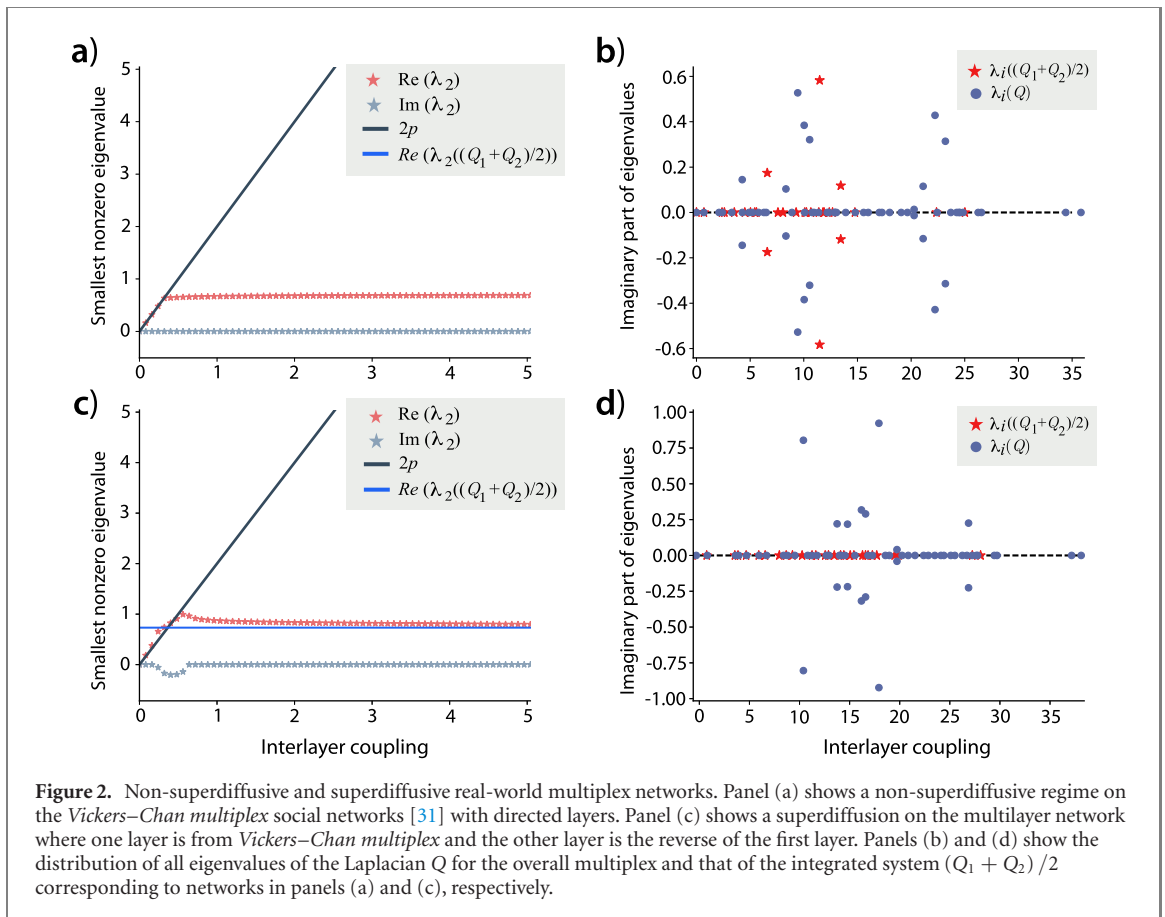 a)
Smallest nonzero eigenvalue
5
4
3
2
1
0
0 1 2 3 4 5
Re (λ2)
Im (λ2)
2p
Re (λ2((Q1+Q2)/2))
b)
Imaginary part of eigenvalues
0.6
0.4
0.2
0.0
-0.2
-0.4
-0.6
0 5 10 15 20 25 30 35
λi((Q1+Q2)/2)
λi(Q)
c)
Smallest nonzero eigenvalue
5
4
3
2
1
0
0 1 2 3 4 5
Interlayer coupling
Re (λ2)
Im (λ2)
2p
Re (λ2((Q1+Q2)/2))
d)
Imaginary part of eigenvalues
1.00
0.75
0.50
0.25
0.00
-0.25
-0.50
-0.75
-1.00
0 5 10 15 20 25 30 35
Interlayer coupling
λi((Q1+Q2)/2)
λi(Q)
Figure 2. Non-superdiffusive and superdiffusive real-world multiplex networks. Panel (a) shows a non-superdiffusive regime on
the Vickers–Chan multiplex social networks [31] with directed layers. Panel (c) shows a superdiffusion on the multilayer network
where one layer is from Vickers–Chan multiplex and the other layer is the reverse of the first layer. Panels (b) and (d) show the
distribution of all eigenvalues of the Laplacian Q for the overall multiplex and that of the integrated system (Q1 + Q2) /2
corresponding to networks in panels (a) and (c), respectively.